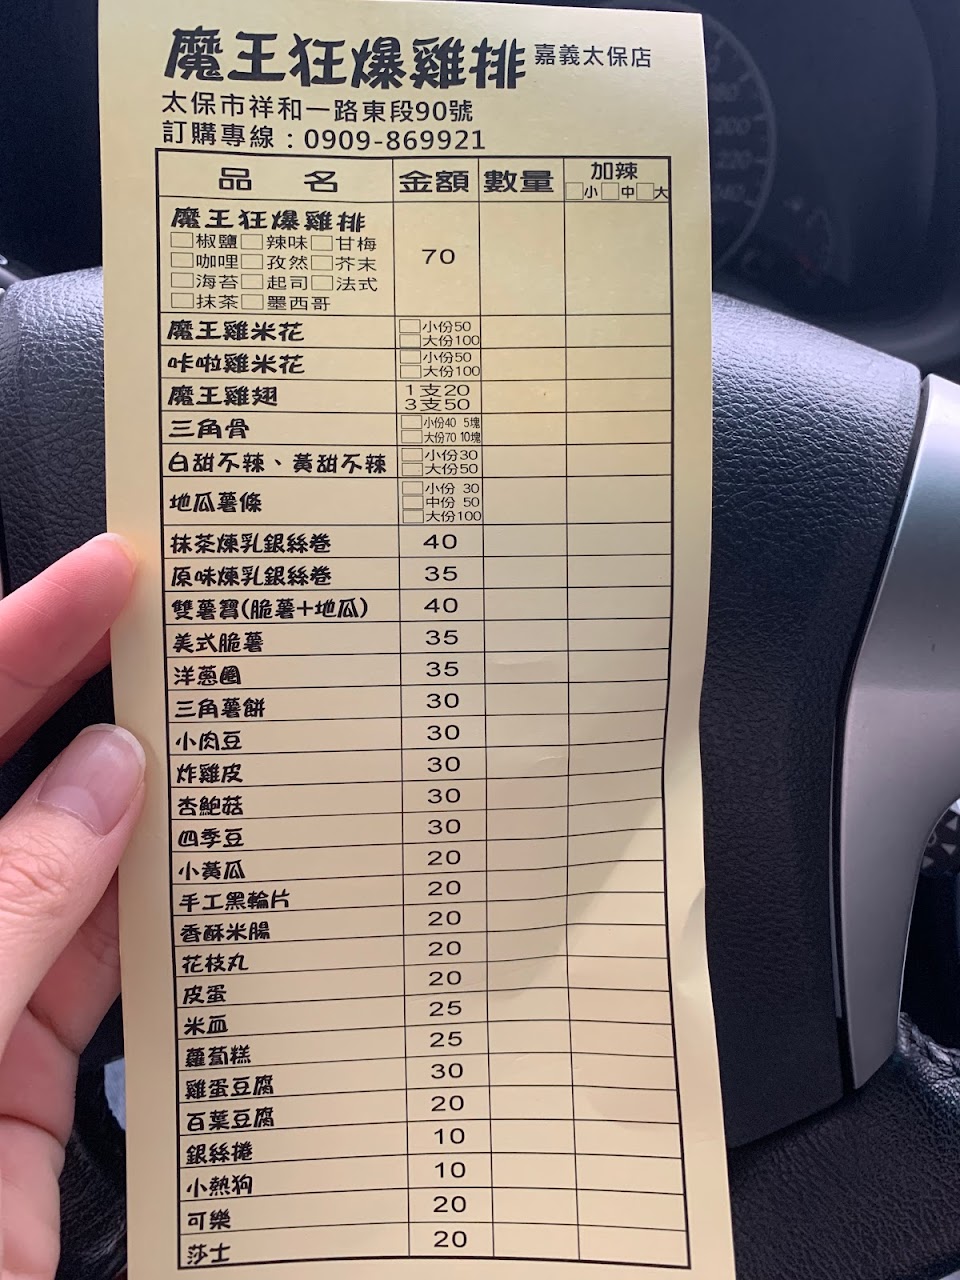 魔王狂爆雞排 嘉義太保店
太保市祥和一路東段90號
訂購專線：0909-869921
品 名 金額 數量 加辣
小 中 大
魔王狂爆雞排 70
椒鹽 辣味 甘梅
咖哩 孜然 芥末
海苔 起司 法式
抹茶 墨西哥
魔王雞米花 小份50
大份100
咔啦雞米花 小份50
大份100
魔王雞翅 1支20
3支50
三角骨 小份40 5塊
大份70 10塊
白甜不辣、黃甜不辣 小份30
大份50
地瓜薯條 小份 30
中份 50
大份100
抹茶煉乳銀絲卷 40
原味煉乳銀絲卷 35
雙薯寶(脆薯+地瓜) 40
美式脆薯 35
洋蔥圈 35
三角薯餅 30
小肉豆 30
炸雞皮 30
杏鮑菇 30
四季豆 30
小黃瓜 20
手工黑輪片 20
香酥米腸 20
花枝丸 20
皮蛋 20
米血 25
蘿蔔糕 25
雞蛋豆腐 30
百葉豆腐 20
銀絲捲 10
小熱狗 10
可樂 20
莎士 20
200
220